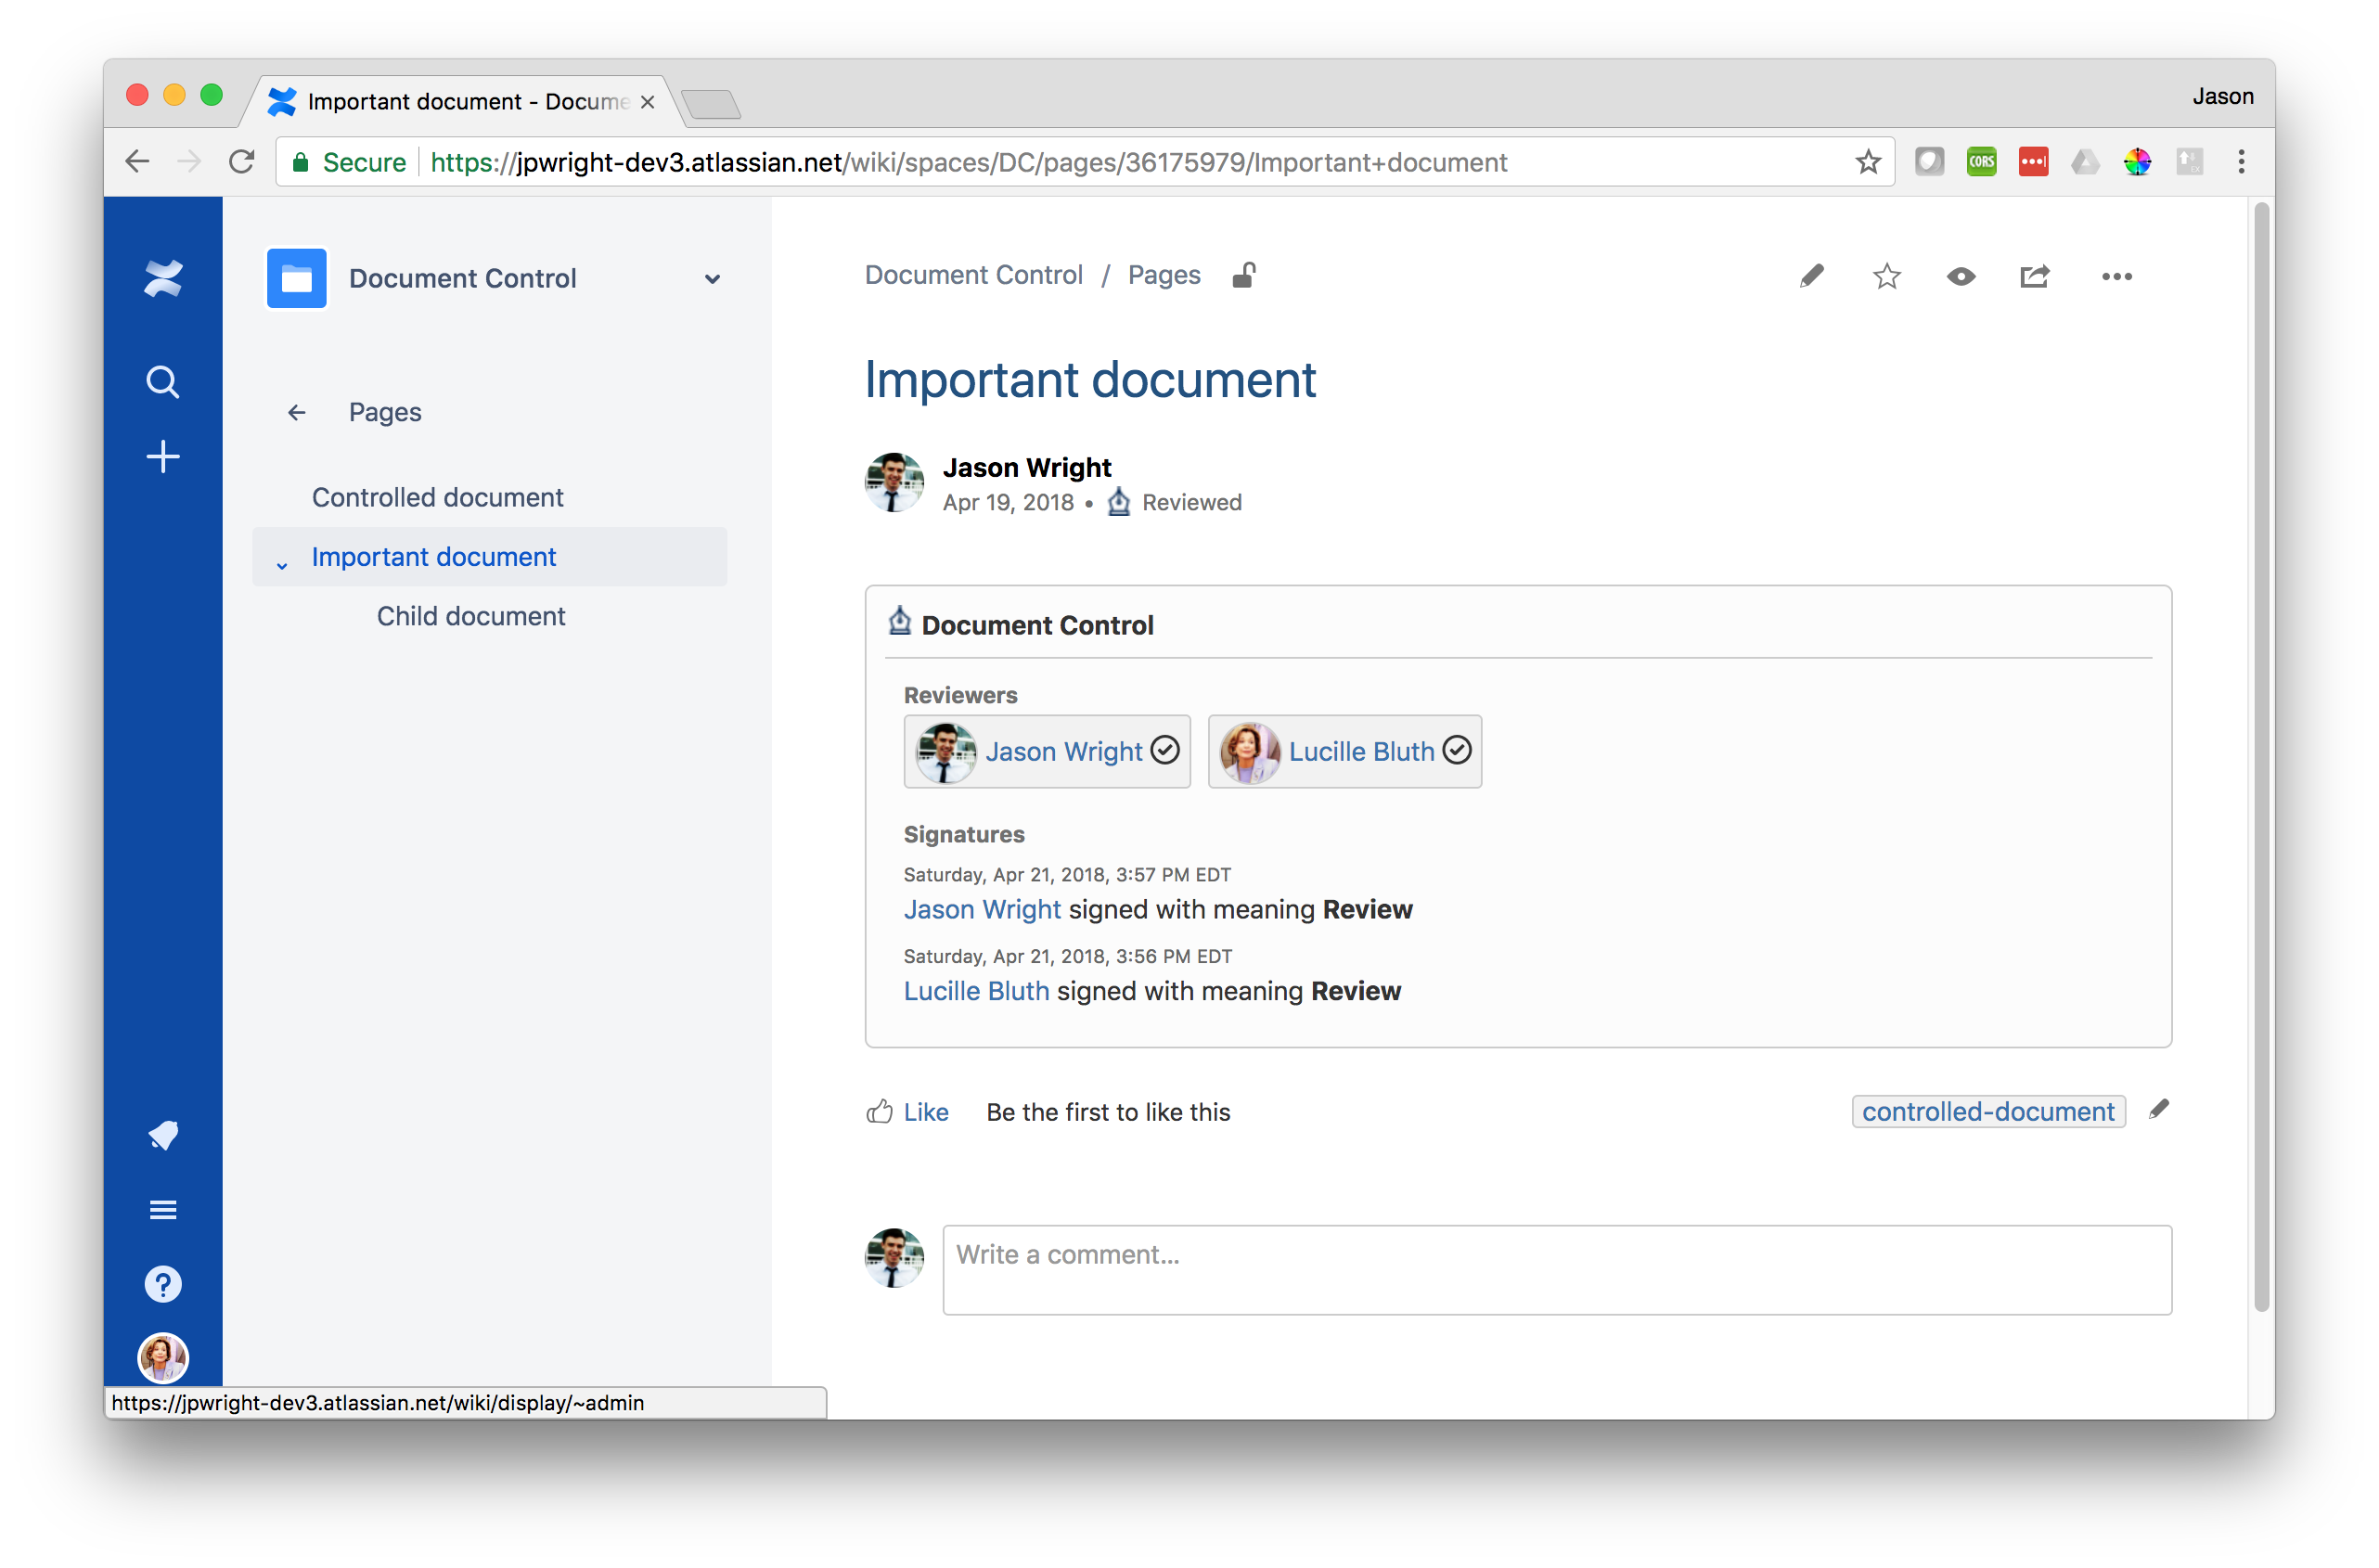 Important document - Docume
Jason
Secure https://jpwright-dev3.atlassian.net/wiki/spaces/DC/pages/36175979/Important+document
CORS
Document Control
Pages
Controlled document
Important document
Child document
Document Control / Pages
Important document
Jason Wright
Apr 19, 2018 • Reviewed
Document Control
Reviewers
Jason Wright
Lucille Bluth
Signatures
Saturday, Apr 21, 2018, 3:57 PM EDT
Jason Wright signed with meaning Review
Saturday, Apr 21, 2018, 3:56 PM EDT
Lucille Bluth signed with meaning Review
Like Be the first to like this
controlled-document
Write a comment...
https://jpwright-dev3.atlassian.net/wiki/display/~admin